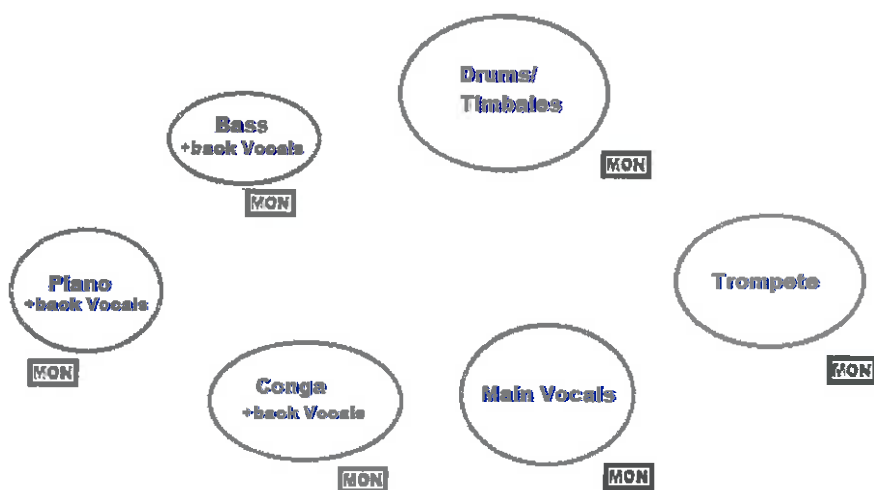 Drums/
Timbales
Bass
+back Vocals
MON
MON
Piano
+back Vocals
Trompete
MON
MON
Conga
+back Vocals
Main Vocals
MON
MON